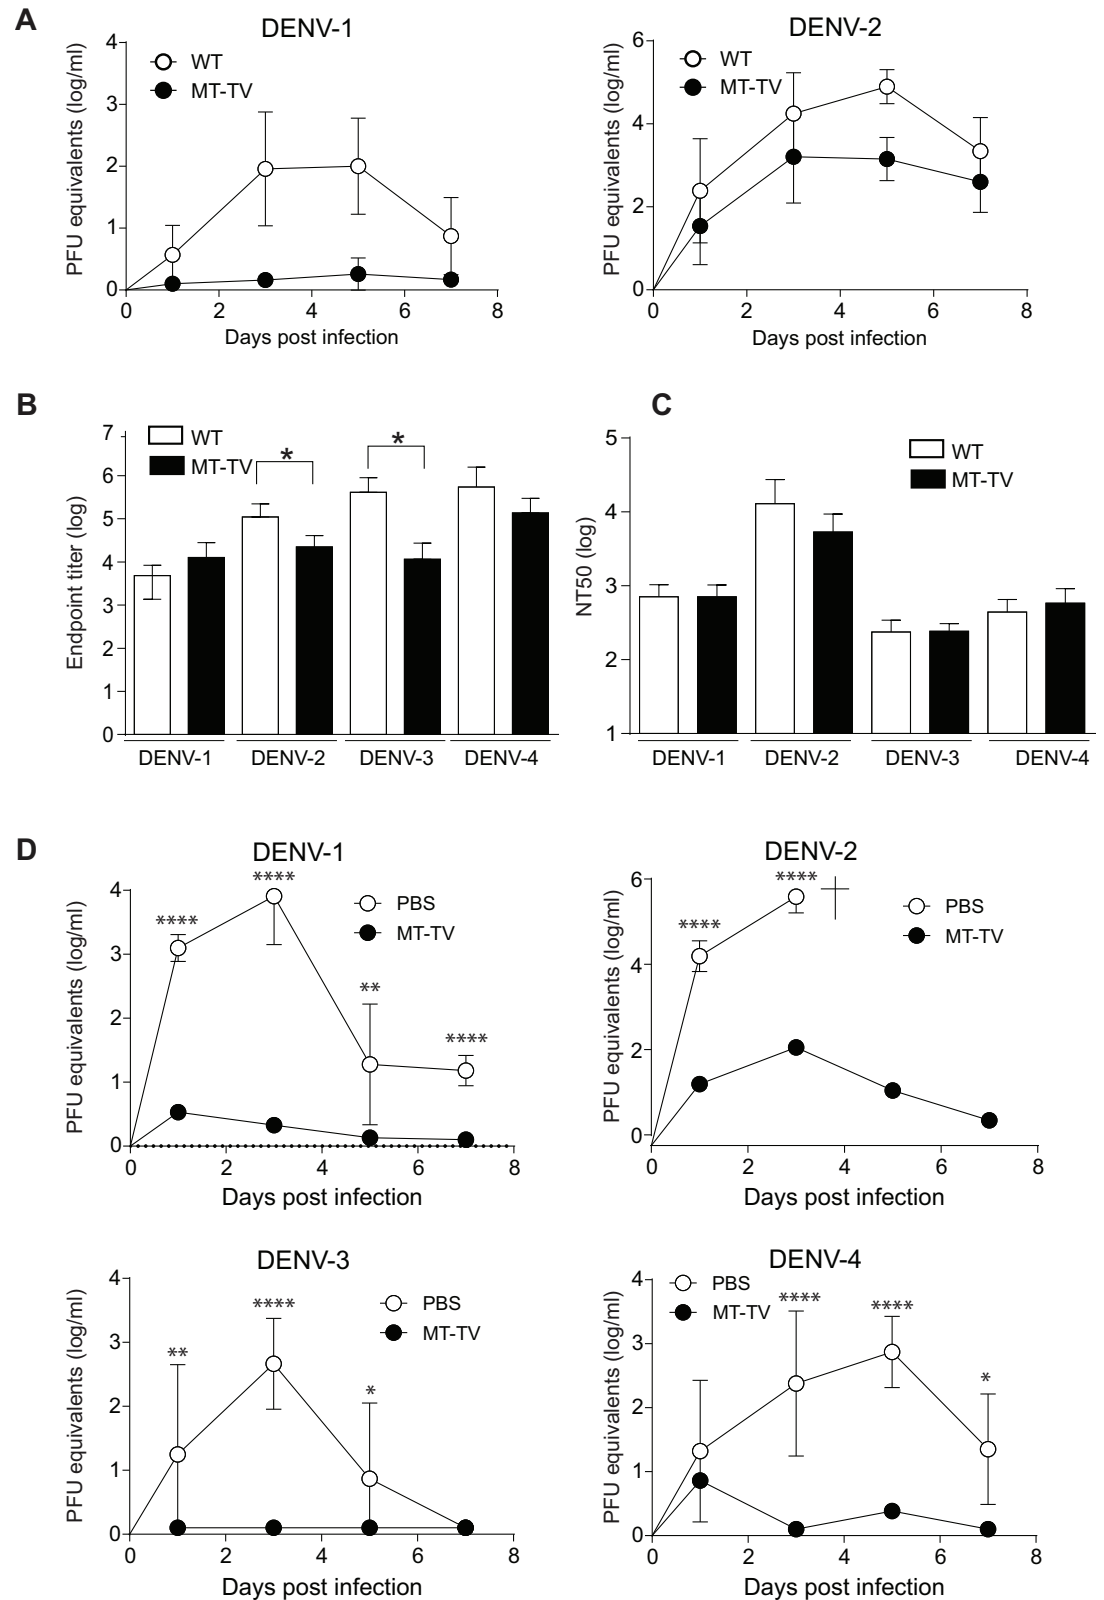 A
DENV-1
PFU equivalents (log/ml)
4
3
2
1
0
WT
MT-TV
0 2 4 6 8
Days post infection
DENV-2
PFU equivalents (log/ml)
6
4
2
0
WT
MT-TV
0 2 4 6 8
Days post infection
B
Endpoint titer (log)
7
6
5
4
3
2
1
0
WT
MT-TV
*
*
DENV-1 DENV-2 DENV-3 DENV-4
C
NT50 (log)
5
4
3
2
1
WT
MT-TV
DENV-1 DENV-2 DENV-3 DENV-4
D
DENV-1
PFU equivalents (log/ml)
4
3
2
1
0
****
****
**
****
PBS
MT-TV
0 2 4 6 8
Days post infection
DENV-2
PFU equivalents (log/ml)
6
4
2
0
****
****
PBS
MT-TV
0 2 4 6 8
Days post infection
DENV-3
PFU equivalents (log/ml)
4
3
2
1
0
**
****
*
PBS
MT-TV
0 2 4 6 8
Days post infection
DENV-4
PFU equivalents (log/ml)
4
3
2
1
0
PBS
MT-TV
****
****
*
0 2 4 6 8
Days post infection